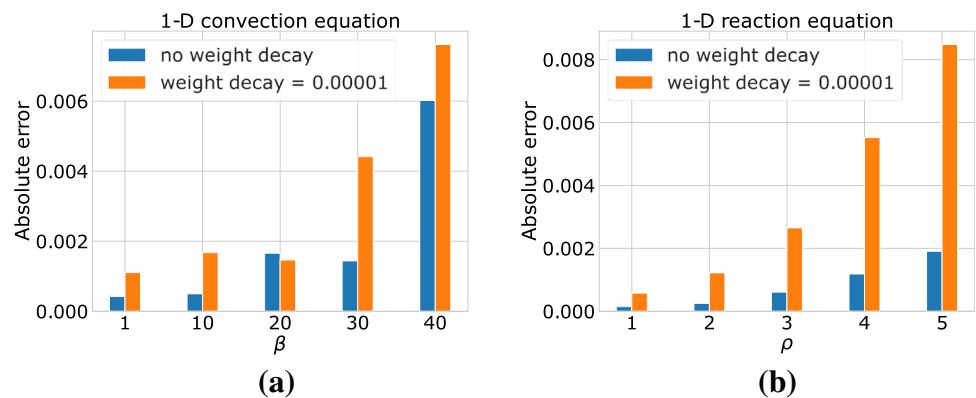 1-D convection equation
no weight decay
weight decay = 0.00001
Absolute error
0.006
0.004
0.002
0.000
1 10 20 30 40
β
(a)
1-D reaction equation
no weight decay
weight decay = 0.00001
Absolute error
0.008
0.006
0.004
0.002
0.000
1 2 3 4 5
ρ
(b)